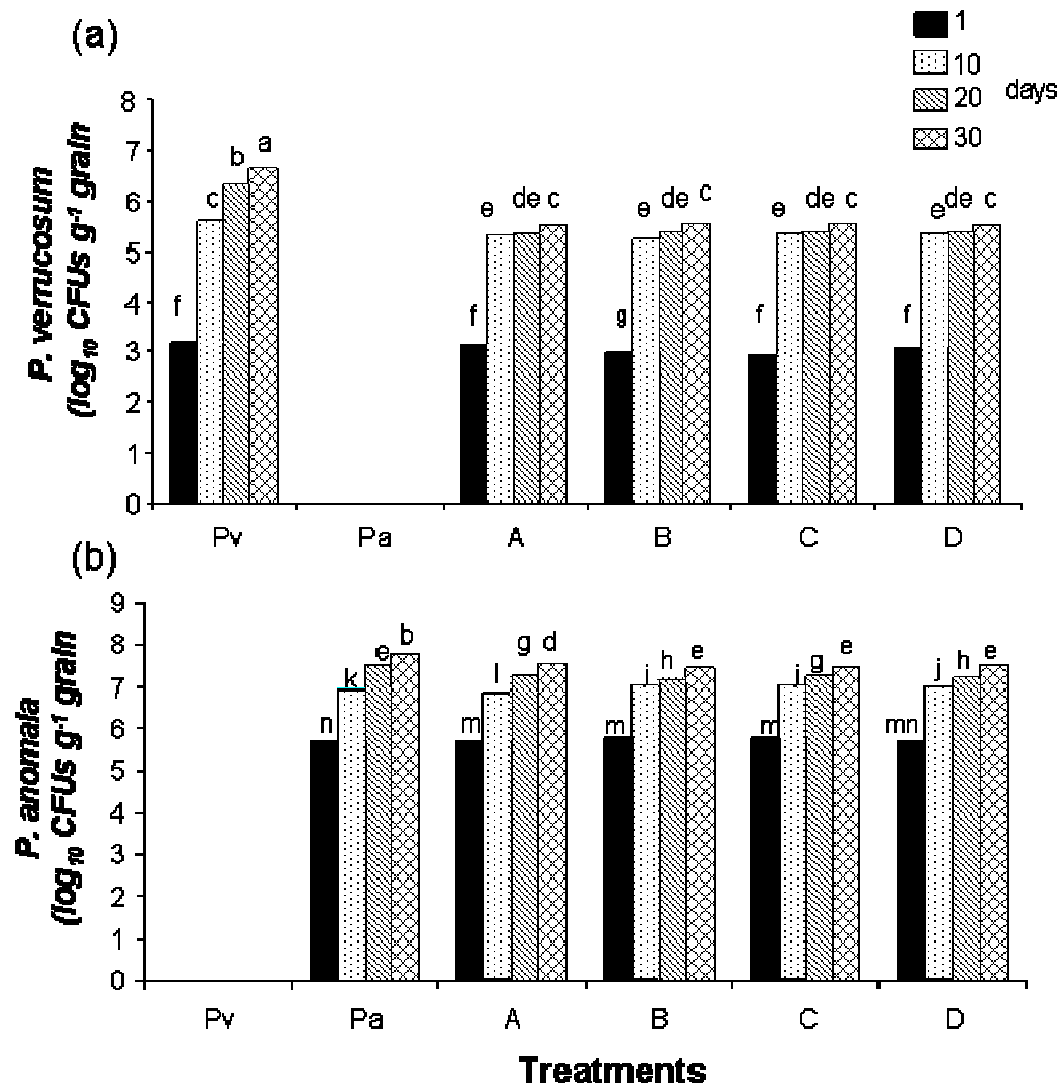 (a)
1
10
20
30
days
P. verrucosum
(log10 CFUs g-1 grain
8
7
6
5
4
3
2
1
0
f c b a
f e de c
g e de c
f e de c
f e de c
Pv Pa A B C D
(b)
P. anomala
(log10 CFUs g-1 grain
9
8
7
6
5
4
3
2
1
0
n k e b
m l g d
m j h e
m j g e
mn j h e
Pv Pa A B C D
Treatments